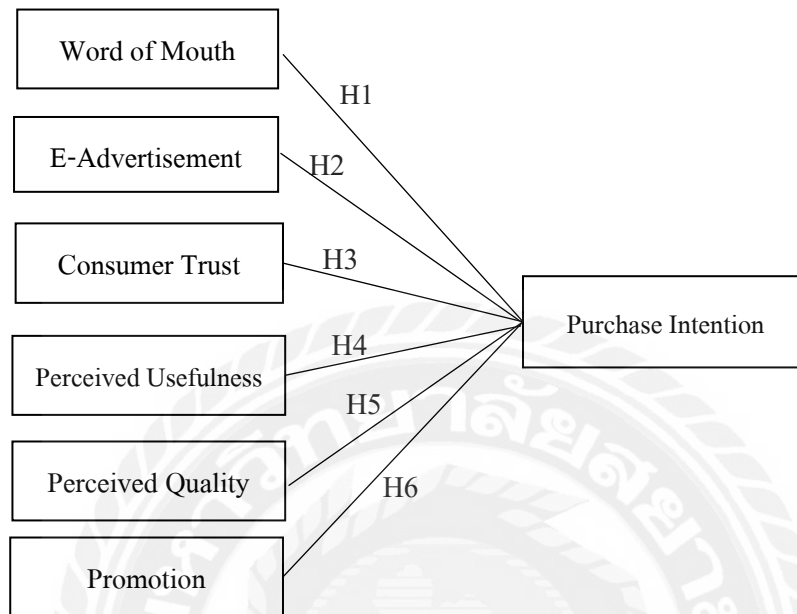 Word of Mouth
H1
E-Advertisement
H2
Consumer Trust
H3
Purchase Intention
Perceived Usefulness
H4
H5
Perceived Quality
H6
Promotion